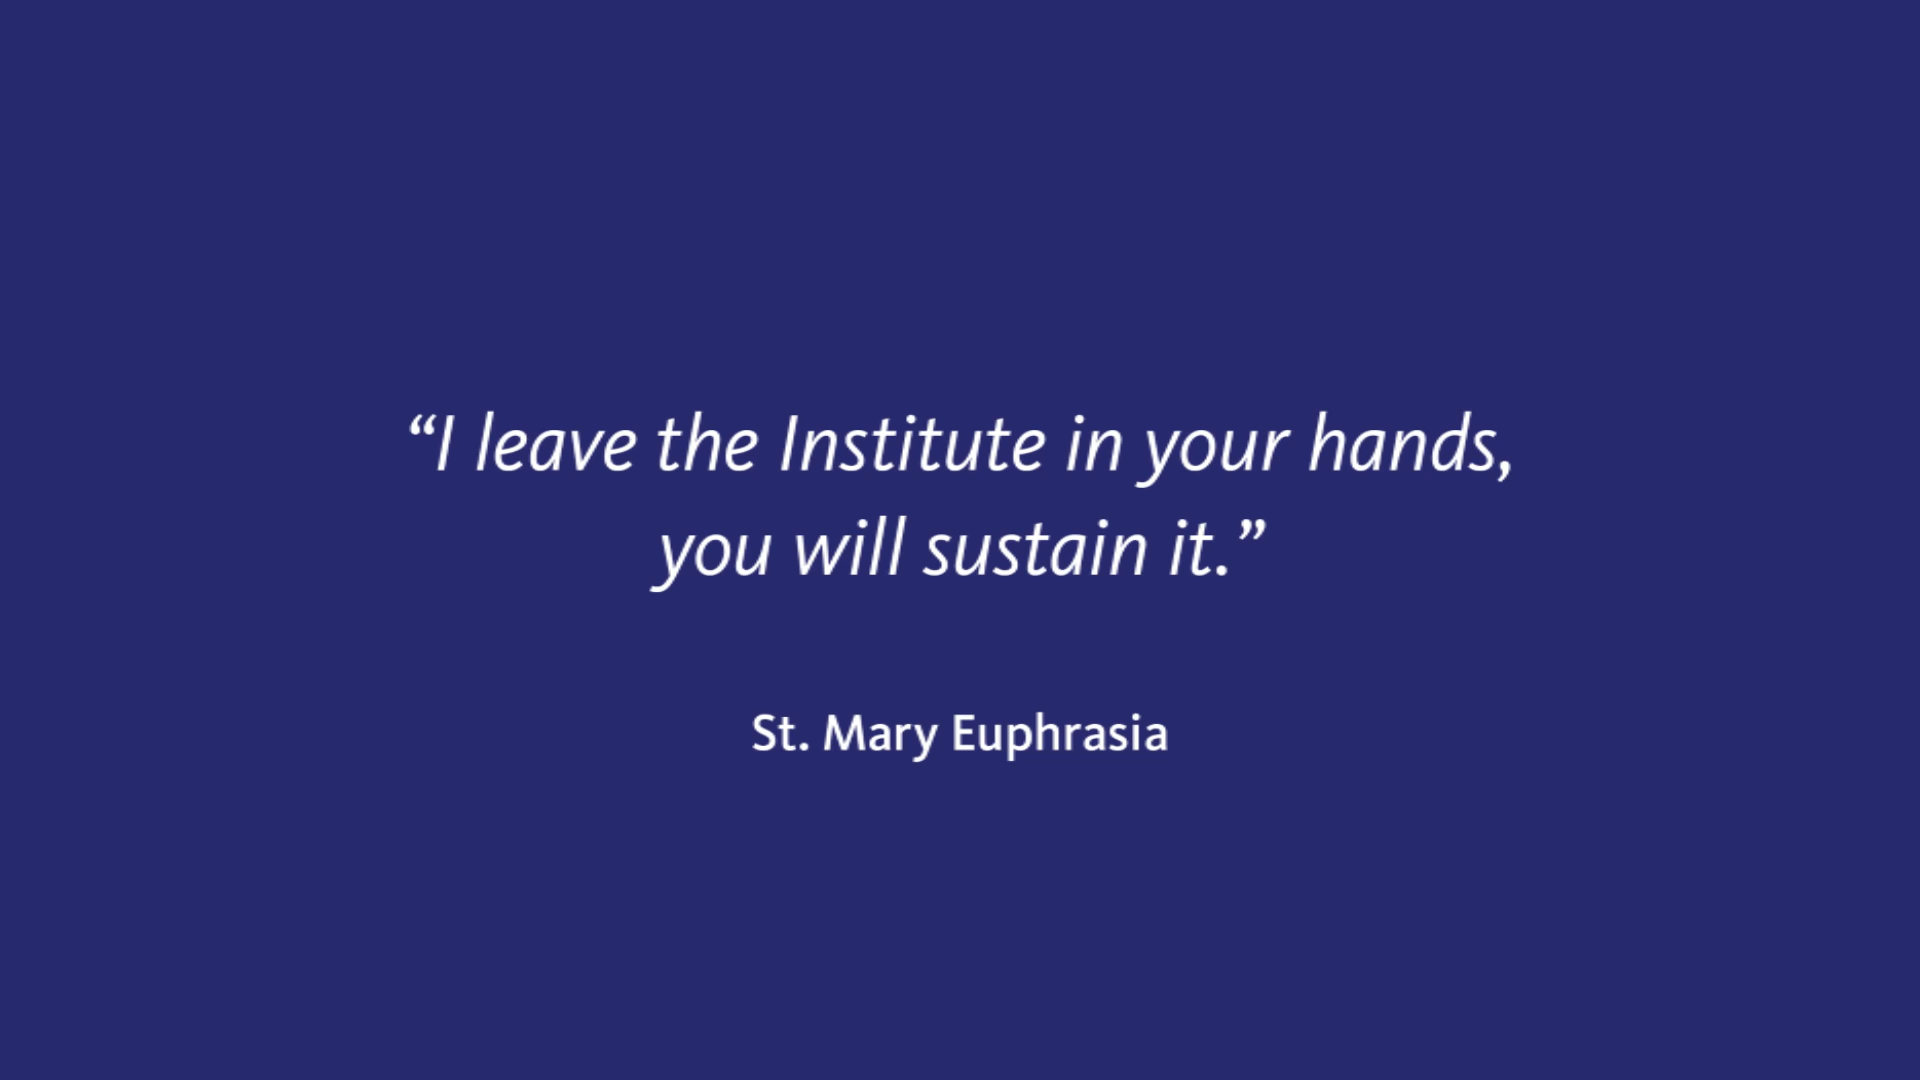 “I leave the Institute in your hands,
you will sustain it.”
St. Mary Euphrasia